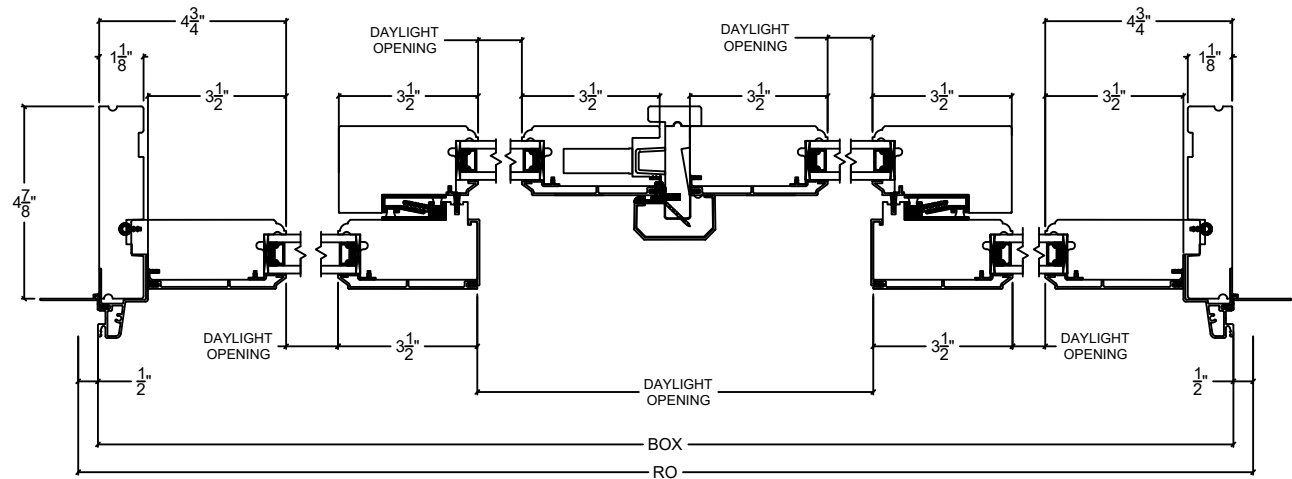 4 3/4"
DAYLIGHT
OPENING
DAYLIGHT
OPENING
4 3/4"
1 1/8"
1 1/8"
3 1/2"
3 1/2"
3 1/2"
3 1/2"
3 1/2"
3 1/2"
4 7/8"
DAYLIGHT
OPENING
3 1/2"
3 1/2"
DAYLIGHT
OPENING
1/2"
DAYLIGHT
OPENING
1/2"
BOX
RO